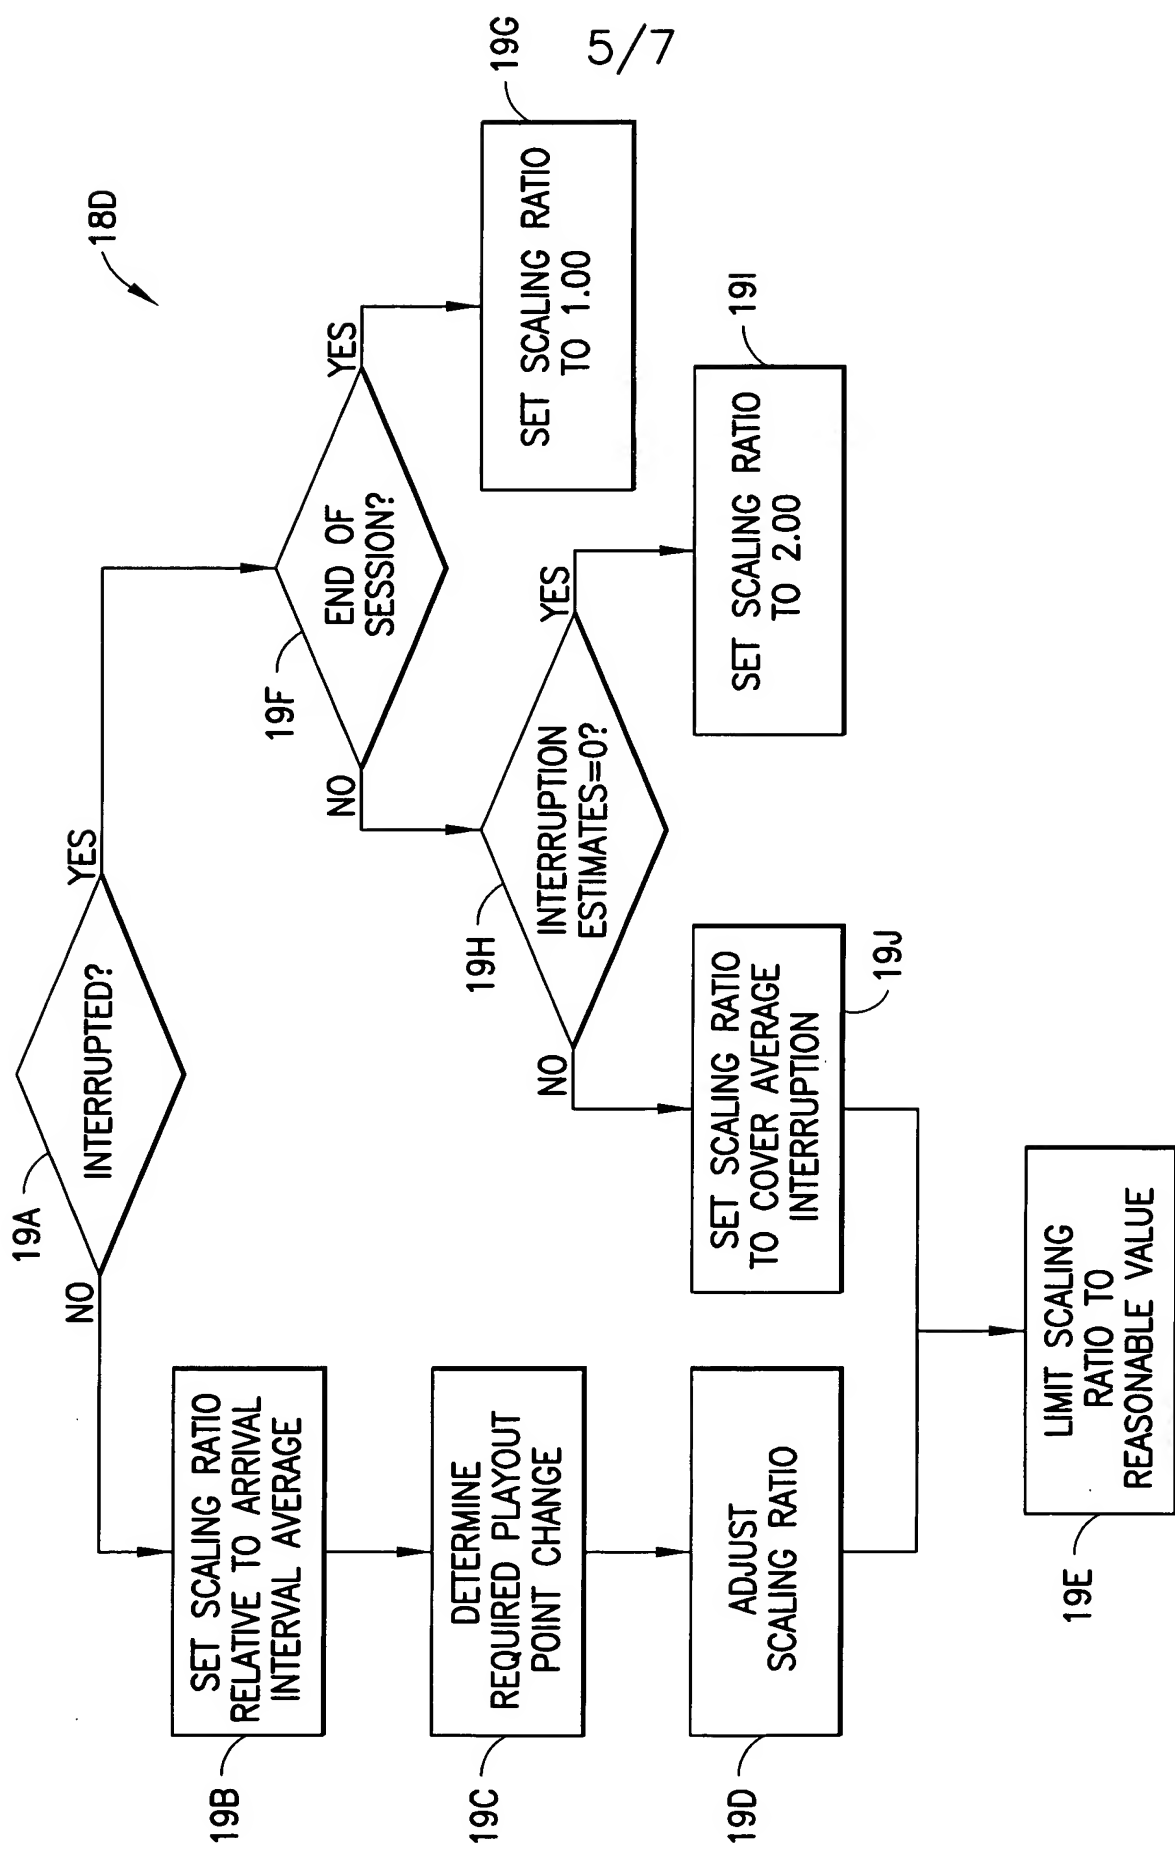 5/7
18D
19A
INTERRUPTED?
NO
YES
19B
SET SCALING RATIO
RELATIVE TO ARRIVAL
INTERVAL AVERAGE
19C
DETERMINE
REQUIRED PLAYOUT
POINT CHANGE
19D
ADJUST
SCALING RATIO
19E
LIMIT SCALING
RATIO TO
REASONABLE VALUE
19F
END OF
SESSION?
NO
YES
19G
SET SCALING RATIO
TO 1.00
19H
INTERRUPTION
ESTIMATES=0?
NO
YES
19I
SET SCALING RATIO
TO 2.00
19J
SET SCALING RATIO
TO COVER AVERAGE
INTERRUPTION